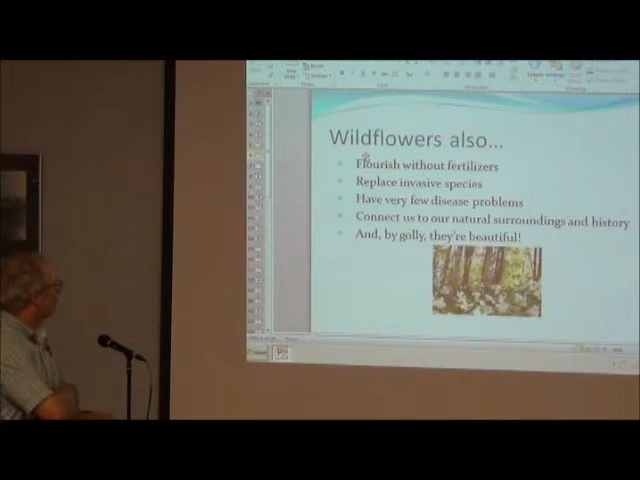 Wildflowers also...
Flourish without fertilizers
Replace invasive species
Have very few disease problems
Connect us to our natural surroundings and history
And, by golly, they're beautiful!